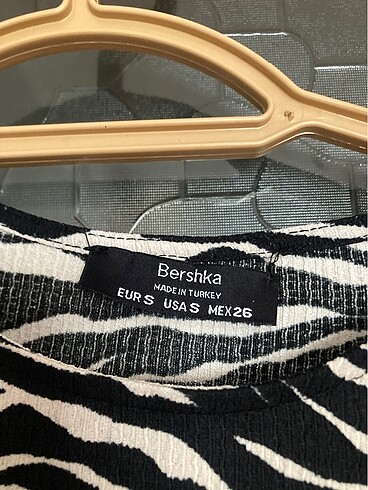 Bershka
MADE IN TURKEY
EUR S USA S MEX 26